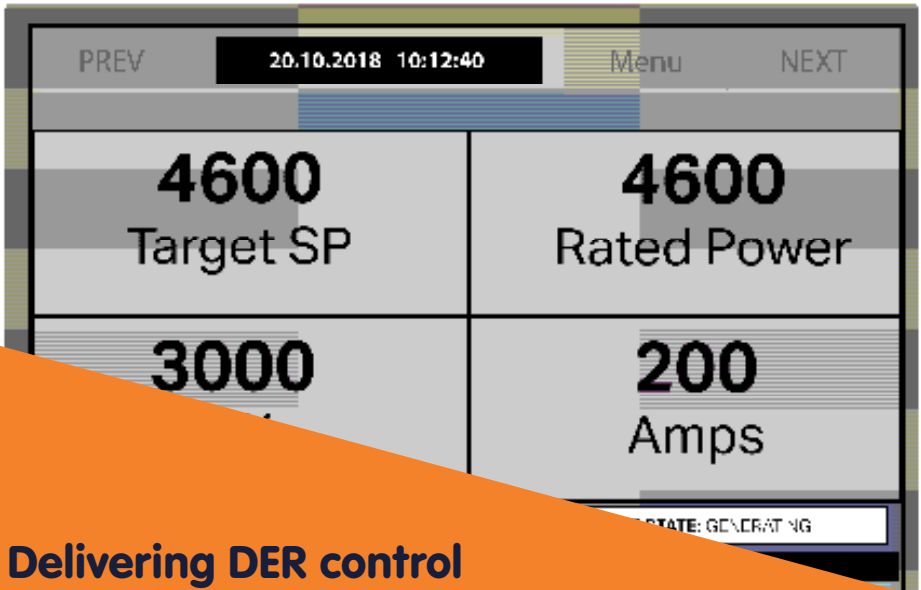 PREV 20.10.2018 10:12:40 Menu NEXT
4600 4600
Target SP Rated Power
3000 200
Amps
STATE: GENERATING
Delivering DER control